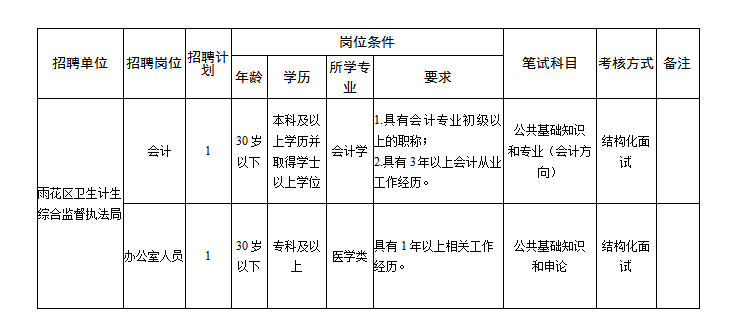 岗位条件
招聘单位
招聘岗位
招聘计
划
笔试科目
考核方式
备注
年龄
学历
所学专
业
要求
雨花区卫生计生
综合监督执法局
会计
1
30 岁
以下
本科及以
上学历并
取得学士
以上学位
会计学
1.具有会计专业初级以
上的职称；
2.具有 3 年以上会计从业
工作经历。
公共基础知识
和专业（会计方
向）
结构化面
试
办公室人员
1
30 岁
以下
专科及以
上
医学类
具有 1 年以上相关工作
经历。
公共基础知识
和申论
结构化面
试